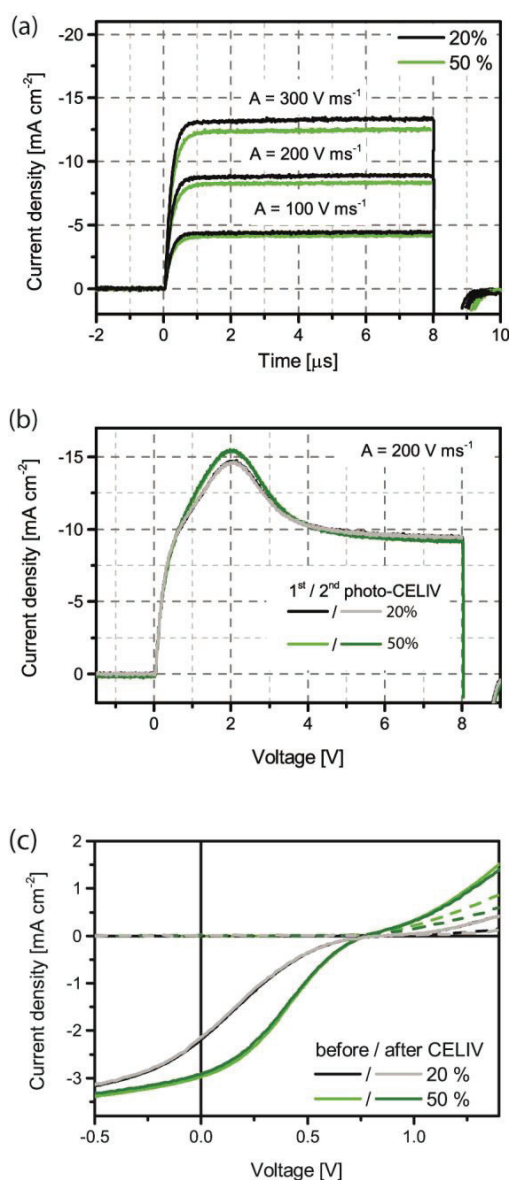 (a)
20%
50 %
A = 300 V ms⁻¹
A = 200 V ms⁻¹
A = 100 V ms⁻¹
-20
-15
-10
-5
0
Current density [mA cm⁻²]
-2 0 2 4 6 8 10
Time [μs]
(b)
A = 200 V ms⁻¹
-15
-10
-5
0
Current density [mA cm⁻²]
1ˢᵗ / 2ⁿᵈ photo-CELIV
/ 20%
/ 50%
0 2 4 6 8
Voltage [V]
(c)
2
1
0
-1
-2
-3
Current density [mA cm⁻²]
before / after CELIV
/ 20 %
/ 50 %
-0.5 0.0 0.5 1.0
Voltage [V]